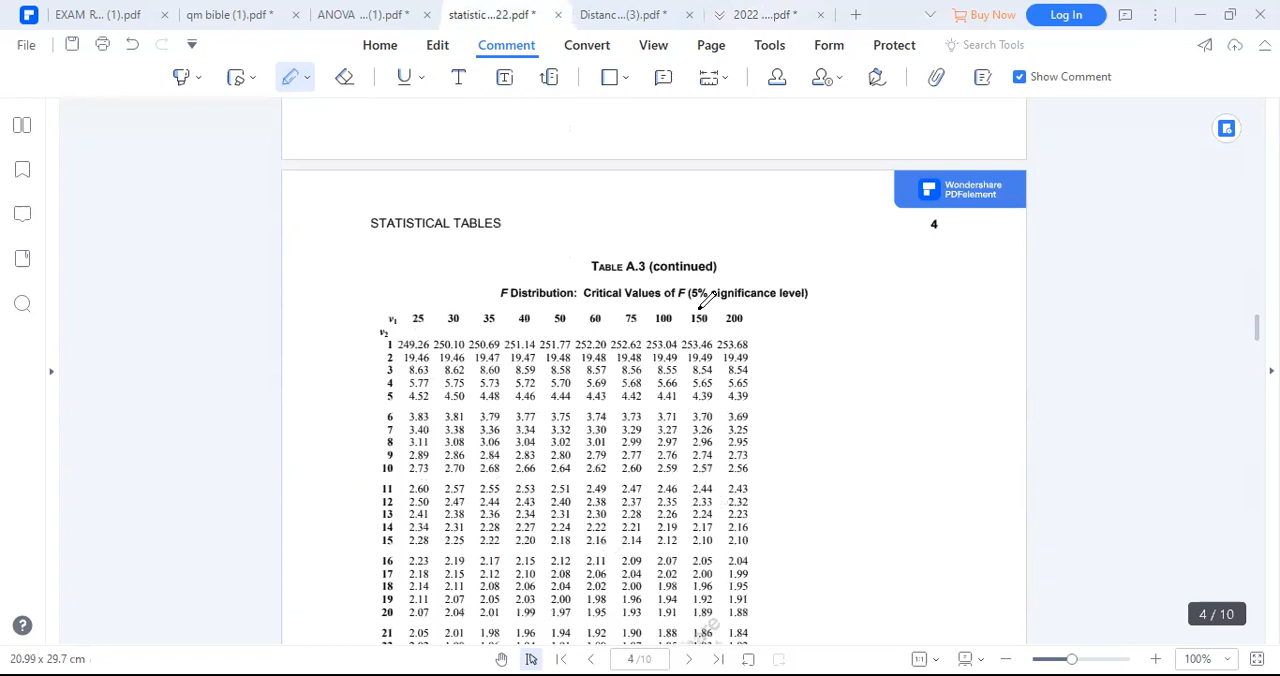 EXAM R... (1).pdf qm bible (1).pdf * ANOVA ...(1).pdf * statistic...22.pdf * Distanc...(3).pdf * 2022 ....pdf * Buy Now Log In
File Home Edit Comment Convert View Page Tools Form Protect Search Tools
Show Comment
Wondershare
PDFelement
STATISTICAL TABLES 4
TABLE A.3 (continued)
F Distribution: Critical Values of F (5% significance level)
v1 25 30 35 40 50 60 75 100 150 200
v2
1 249.26 250.10 250.69 251.14 251.77 252.20 252.62 253.04 253.46 253.68
2 19.46 19.46 19.47 19.47 19.48 19.48 19.48 19.49 19.49 19.49
3 8.63 8.62 8.60 8.59 8.58 8.57 8.56 8.55 8.54 8.54
4 5.77 5.75 5.73 5.72 5.70 5.69 5.68 5.66 5.65 5.65
5 4.52 4.50 4.48 4.46 4.44 4.43 4.42 4.41 4.39 4.39
6 3.83 3.81 3.79 3.77 3.75 3.74 3.73 3.71 3.70 3.69
7 3.40 3.38 3.36 3.34 3.32 3.30 3.29 3.27 3.26 3.25
8 3.11 3.08 3.06 3.04 3.02 3.01 2.99 2.97 2.96 2.95
9 2.89 2.86 2.84 2.83 2.80 2.79 2.77 2.76 2.74 2.73
10 2.73 2.70 2.68 2.66 2.64 2.62 2.60 2.59 2.57 2.56
11 2.60 2.57 2.55 2.53 2.51 2.49 2.47 2.46 2.44 2.43
12 2.50 2.47 2.44 2.43 2.40 2.38 2.37 2.35 2.33 2.32
13 2.41 2.38 2.36 2.34 2.31 2.30 2.28 2.26 2.24 2.23
14 2.34 2.31 2.28 2.27 2.24 2.22 2.21 2.19 2.17 2.16
15 2.28 2.25 2.22 2.20 2.18 2.16 2.14 2.12 2.10 2.10
16 2.23 2.19 2.17 2.15 2.12 2.11 2.09 2.07 2.05 2.04
17 2.18 2.15 2.12 2.10 2.08 2.06 2.04 2.02 2.00 1.99
18 2.14 2.11 2.08 2.06 2.04 2.02 2.00 1.98 1.96 1.95
19 2.11 2.07 2.05 2.03 2.00 1.98 1.96 1.94 1.92 1.91
20 2.07 2.04 2.01 1.99 1.97 1.95 1.93 1.91 1.89 1.88
21 2.05 2.01 1.98 1.96 1.94 1.92 1.90 1.88 1.86 1.84
4 / 10
20.99 x 29.7 cm 4 /10 100%